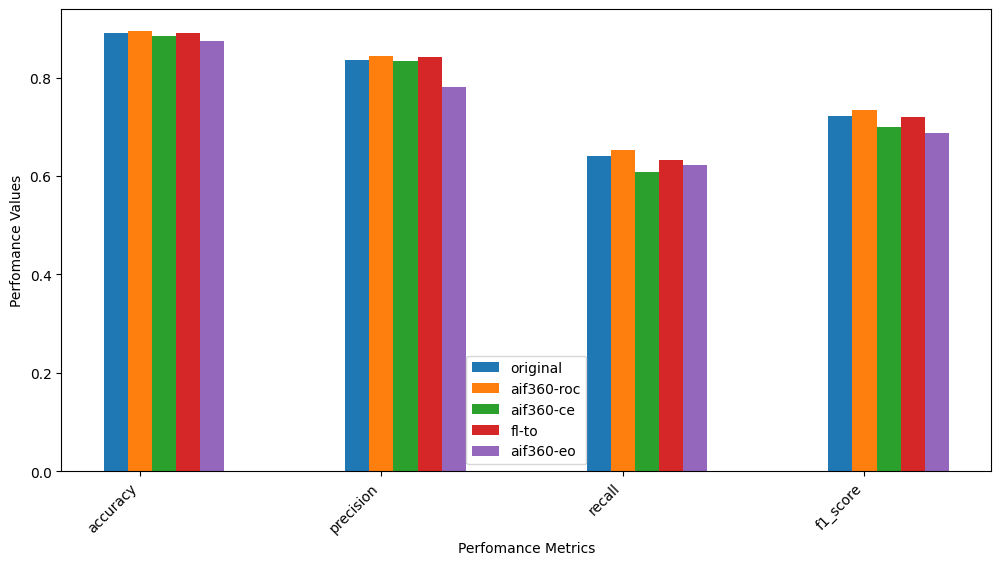 Perfomance Values
0.8
0.6
0.4
0.2
0.0
original
aif360-roc
aif360-ce
fl-to
aif360-eo
accuracy
precision
recall
f1_score
Perfomance Metrics